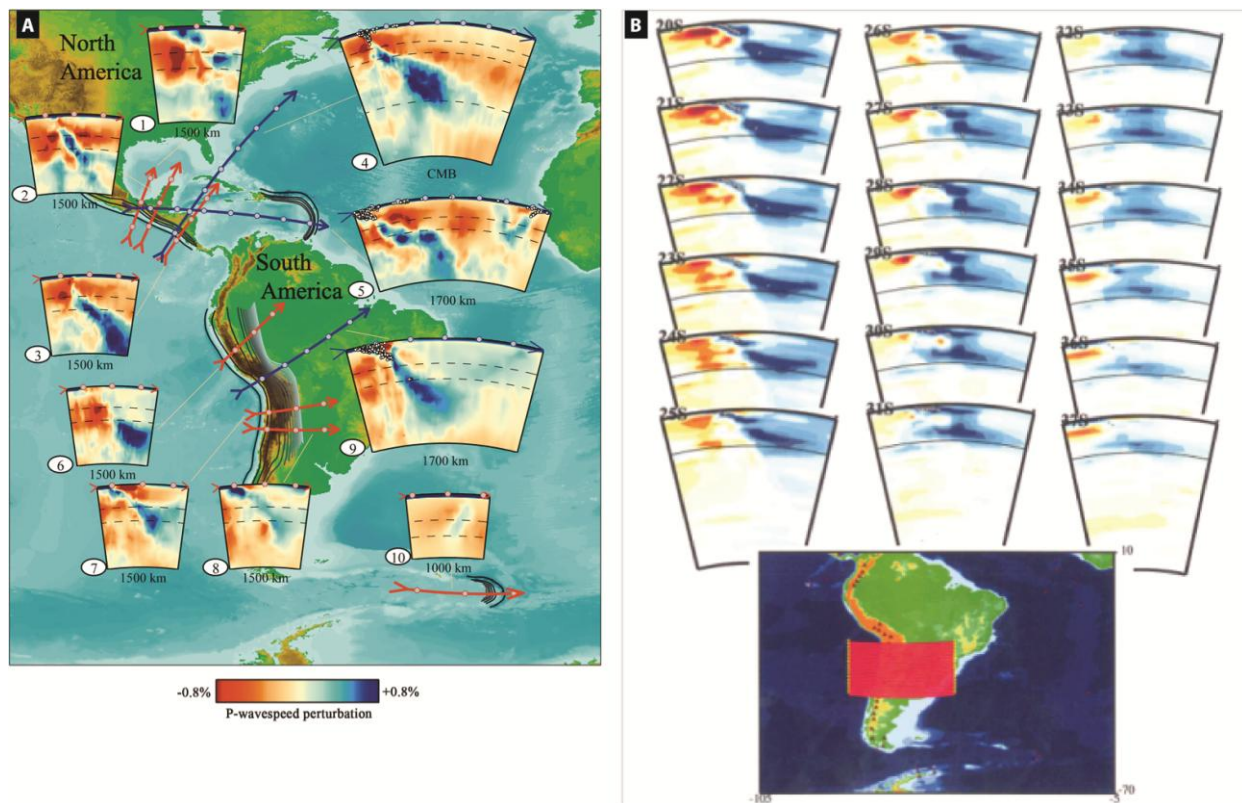 A
North
America
1
1500 km
2
1500 km
4
CMB
South
America
5
1700 km
3
1500 km
6
1500 km
9
1700 km
7
1500 km
8
1500 km
10
1000 km
-0.8%
+0.8%
P-wavespeed perturbation
B
20S
26S
32S
21S
27S
33S
22S
28S
34S
23S
29S
35S
24S
30S
36S
25S
31S
37S
10
-70
-105
-5